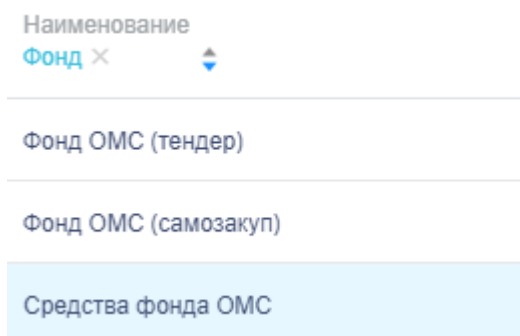 Наименование
Фонд ×
Фонд ОМС (тендер)
Фонд ОМС (самозакуп)
Средства фонда ОМС